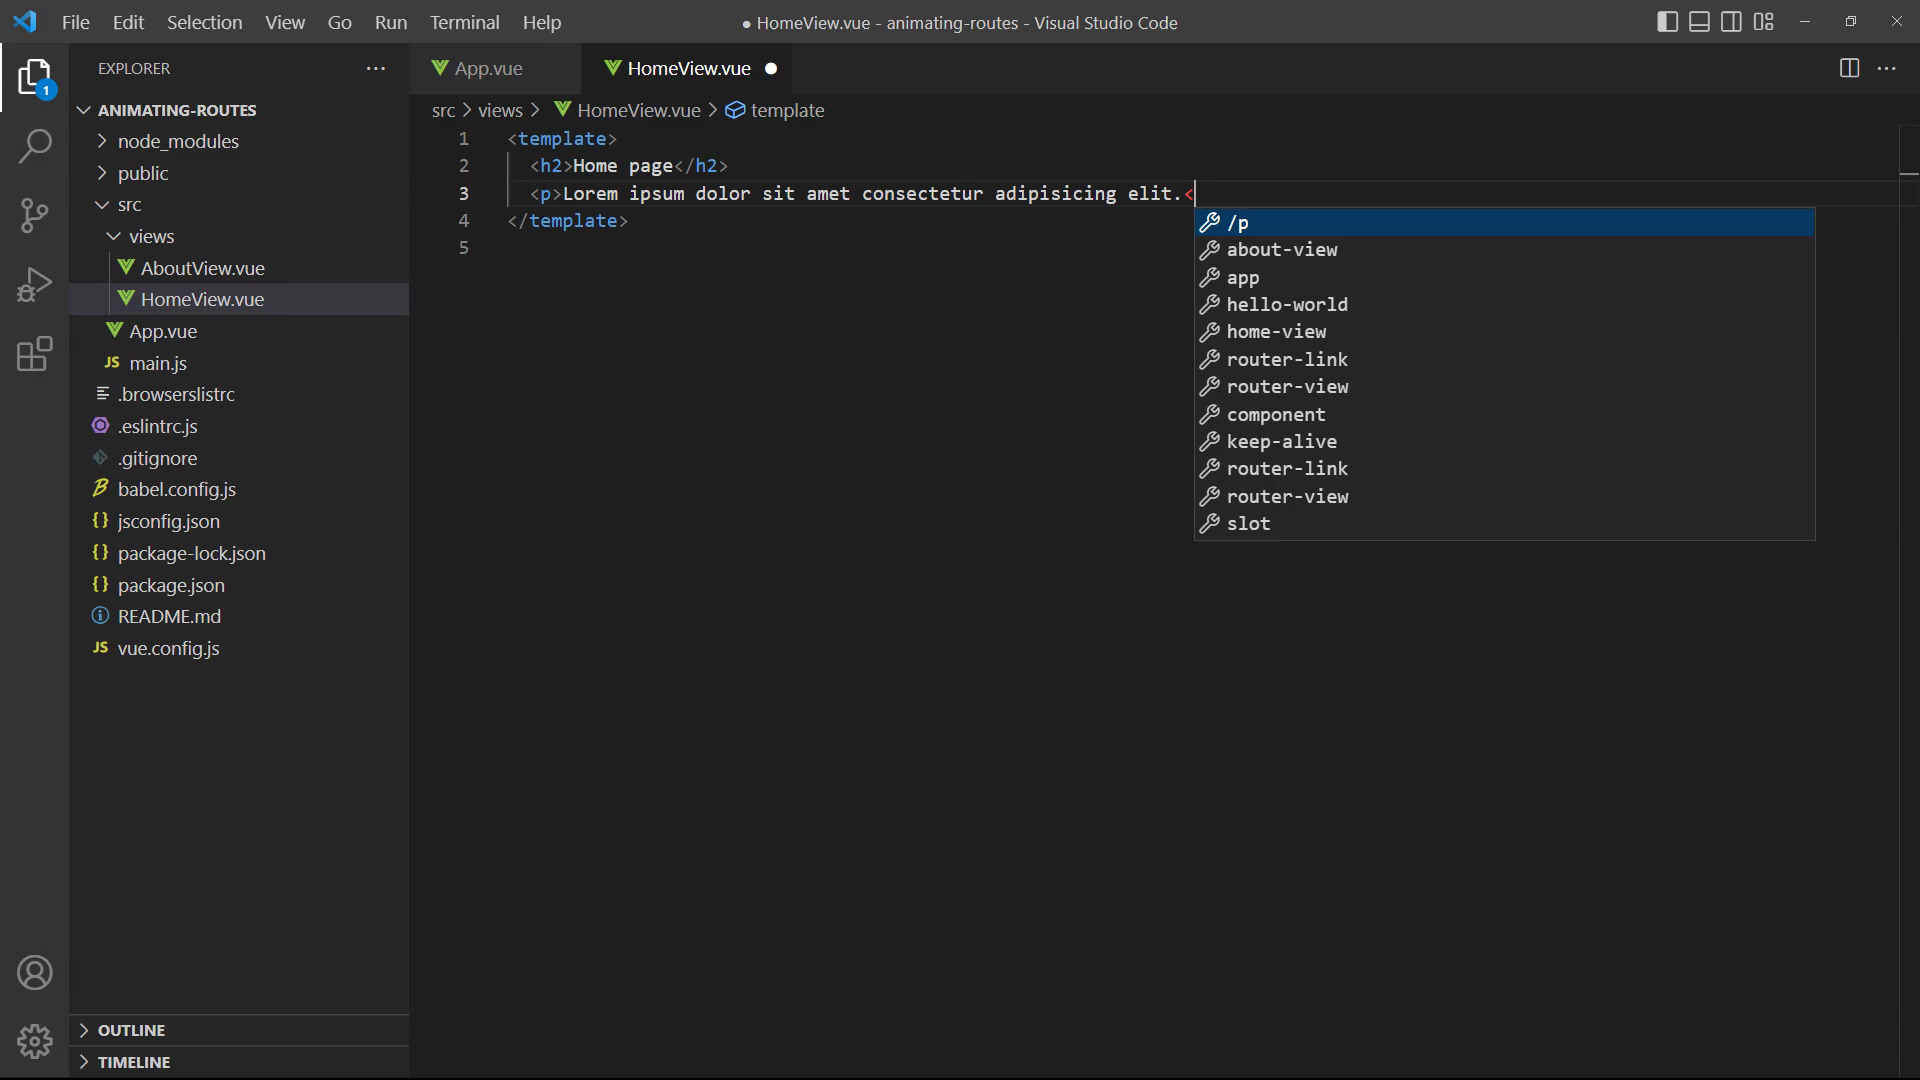 File Edit Selection View Go Run Terminal Help ● HomeView.vue - animating-routes - Visual Studio Code
EXPLORER
1
ANIMATING-ROUTES
node_modules
public
src
views
AboutView.vue
HomeView.vue
App.vue
JS main.js
.browserslistrc
.eslintrc.js
.gitignore
babel.config.js
{} jsconfig.json
{} package-lock.json
{} package.json
README.md
JS vue.config.js
OUTLINE
TIMELINE
App.vue HomeView.vue ●
src > views > HomeView.vue > template
1 <template>
2 <h2>Home page</h2>
3 <p>Lorem ipsum dolor sit amet consectetur adipisicing elit.<
4 </template>
5
/p
about-view
app
hello-world
home-view
router-link
router-view
component
keep-alive
router-link
router-view
slot